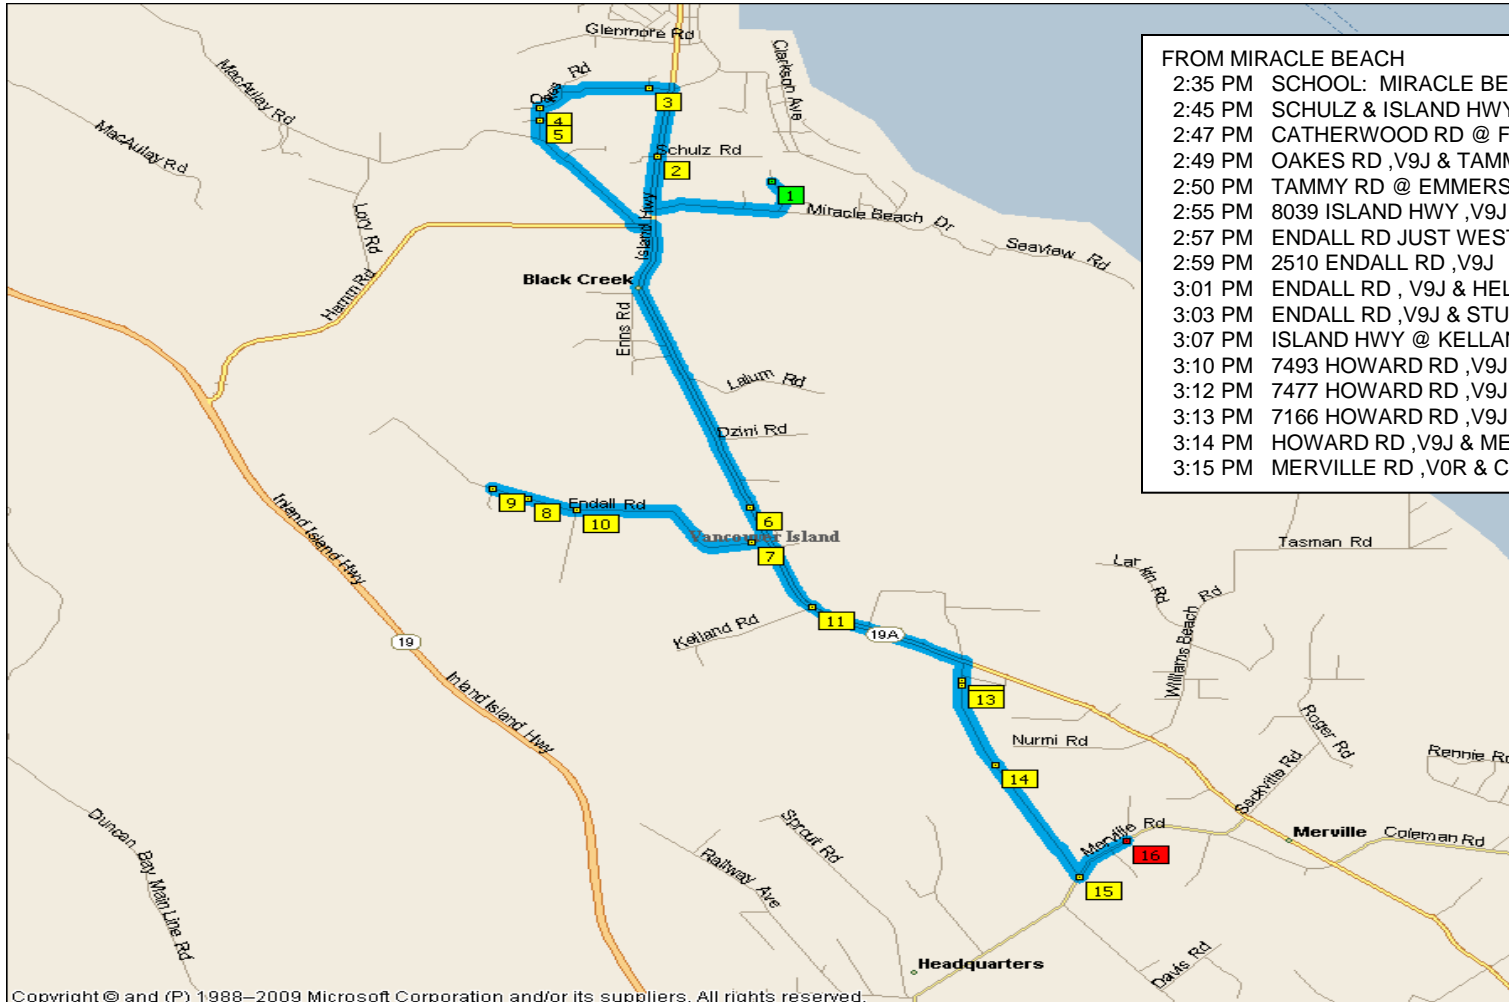 FROM MIRACLE BEACH
2:35 PM SCHOOL: MIRACLE BE
2:45 PM SCHULZ & ISLAND HWY
2:47 PM CATHERWOOD RD @ F
2:49 PM OAKES RD ,V9J & TAMM
2:50 PM TAMMY RD @ EMMERS
2:55 PM 8039 ISLAND HWY ,V9J
2:57 PM ENDALL RD JUST WEST
2:59 PM 2510 ENDALL RD ,V9J
3:01 PM ENDALL RD , V9J & HEL
3:03 PM ENDALL RD ,V9J & STU
3:07 PM ISLAND HWY @ KELLAN
3:10 PM 7493 HOWARD RD ,V9J
3:12 PM 7477 HOWARD RD ,V9J
3:13 PM 7166 HOWARD RD ,V9J
3:14 PM HOWARD RD ,V9J & ME
3:15 PM MERVILLE RD ,V0R & C
Glenmore Rd
Clarkson Ave
MacAulay Rd
Rd
3
4
5
MacAulay Rd
Schulz Rd
2
1
Miracle Beach Dr
Lory Rd
Island Hwy
Seaview Rd
Black Creek
Hamm Rd
Enns Rd
Lalum Rd
Dzini Rd
9
8
Endall Rd
10
6
Vancouver Island
7
Inland Island Hwy
Tasman Rd
Larkin Rd
Kelland Rd
11
19A
19
Williams Beach Rd
Inland Island Hwy
13
Nurmi Rd
Roger Rd
Rennie Rd
14
Sackville Rd
Sprout Rd
Merville Rd
Merville
Coleman Rd
16
Duncan Bay Main Line Rd
Railway Ave
15
Headquarters
Davis Rd
Copyright © and (P) 1988–2009 Microsoft Corporation and/or its suppliers. All rights reserved.